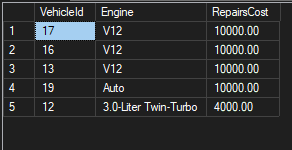 VehicleId Engine RepairsCost
1 17 V12 10000.00
2 16 V12 10000.00
3 13 V12 10000.00
4 19 Auto 10000.00
5 12 3.0-Liter Twin-Turbo 4000.00